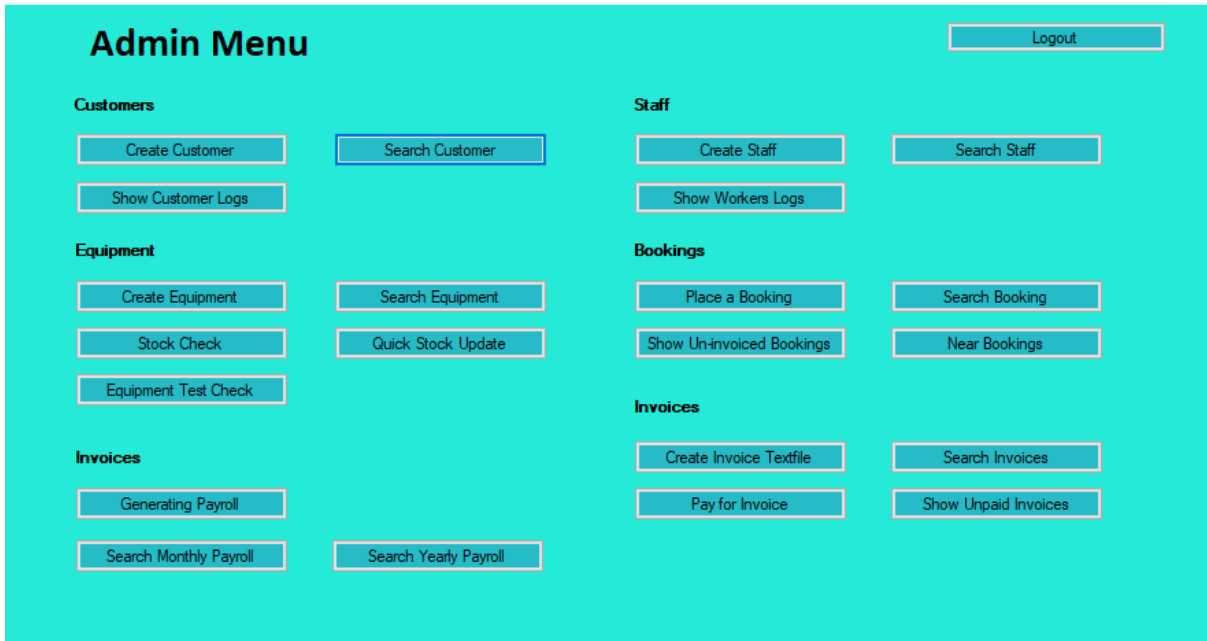 Admin Menu
Logout
Customers
Create Customer
Search Customer
Show Customer Logs
Staff
Create Staff
Search Staff
Show Workers Logs
Equipment
Create Equipment
Search Equipment
Stock Check
Quick Stock Update
Equipment Test Check
Bookings
Place a Booking
Search Booking
Show Un-invoiced Bookings
Near Bookings
Invoices
Generating Payroll
Search Monthly Payroll
Search Yearly Payroll
Invoices
Create Invoice Textfile
Search Invoices
Pay for Invoice
Show Unpaid Invoices